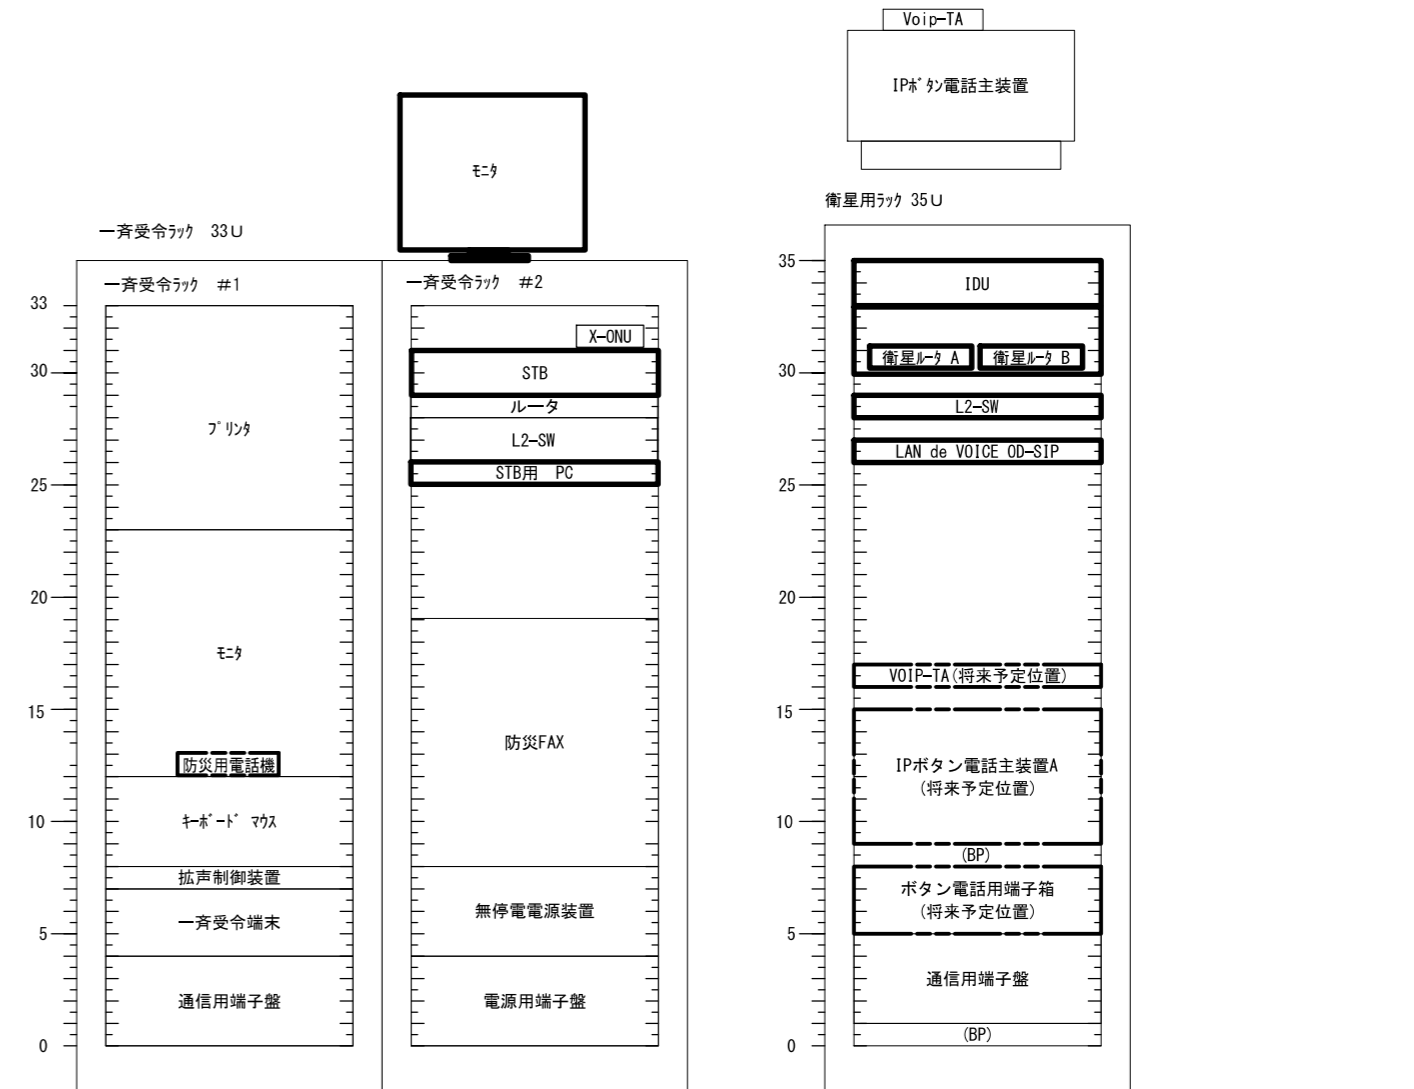 Voip-TA
IPﾎﾞﾀﾝ電話主装置
ﾓﾆﾀ
衛星用ﾗｯｸ 35U
一斉受令ﾗｯｸ 33U
一斉受令ﾗｯｸ #1
一斉受令ﾗｯｸ #2
33
30
25
20
15
10
5
0
ﾌﾟﾘﾝﾀ
ﾓﾆﾀ
防災用電話機
ｷｰﾎﾞｰﾄﾞ ﾏｳｽ
拡声制御装置
一斉受令端末
通信用端子盤
X-ONU
STB
ルータ
L2-SW
STB用 PC
防災FAX
無停電電源装置
電源用端子盤
35
30
25
20
15
10
5
0
IDU
衛星ﾙｰﾀ A
衛星ﾙｰﾀ B
L2-SW
LAN de VOICE OD-SIP
VOIP-TA(将来予定位置)
IPボタン電話主装置A
(将来予定位置)
(BP)
ボタン電話用端子箱
(将来予定位置)
通信用端子盤
(BP)